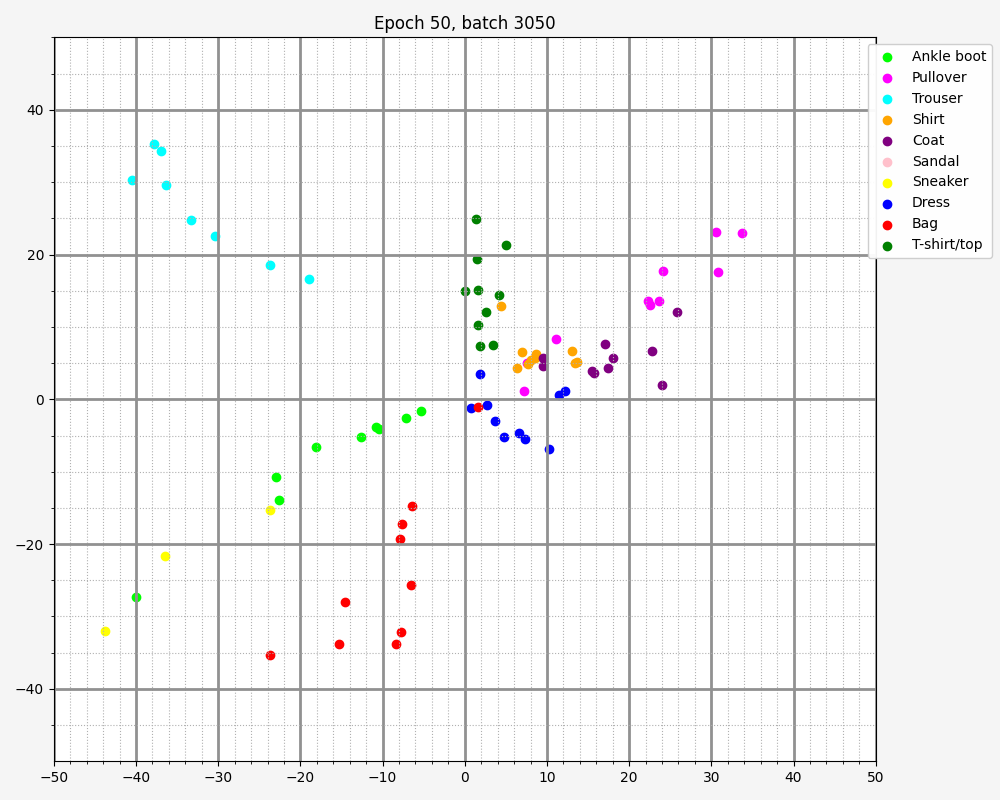 Epoch 50, batch 3050
Ankle boot
Pullover
Trouser
Shirt
Coat
Sandal
Sneaker
Dress
Bag
T-shirt/top
40
20
0
−20
−40
−50 −40 −30 −20 −10 0 10 20 30 40 50